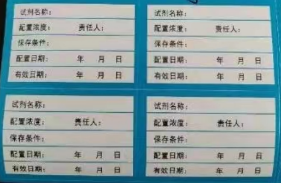 试剂名称：
配置浓度： 责任人：
保存条件：
配置日期： 年 月 日
有效日期： 年 月 日
试剂名称：
配置浓度： 责任人：
保存条件：
配置日期： 年 月 日
有效日期： 年 月 日
试剂名称：
配置浓度： 责任人：
保存条件：
配置日期： 年 月 日
有效日期： 年 月 日
试剂名称：
配置浓度： 责任人：
保存条件：
配置日期： 年 月 日
有效日期： 年 月 日